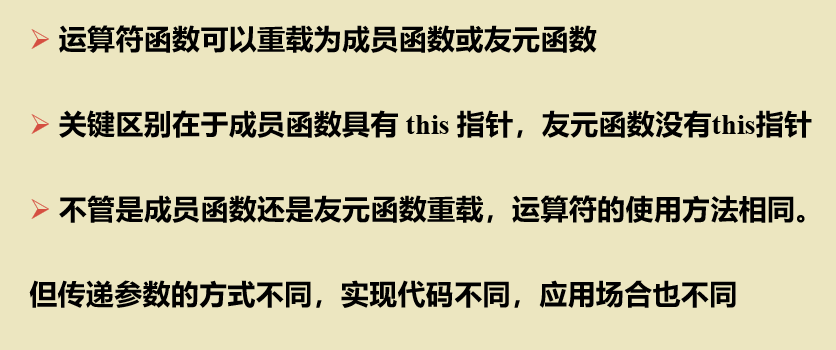 ➢ 运算符函数可以重载为成员函数或友元函数
➢ 关键区别在于成员函数具有 this 指针，友元函数没有this指针
➢ 不管是成员函数还是友元函数重载，运算符的使用方法相同。
但传递参数的方式不同，实现代码不同，应用场合也不同